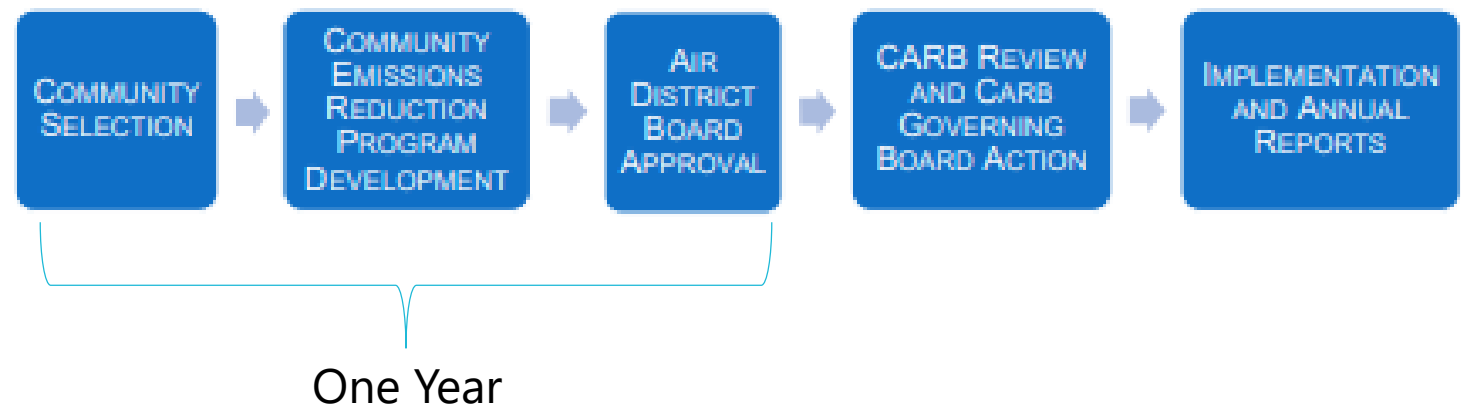 COMMUNITY
SELECTION
COMMUNITY
EMISSIONS
REDUCTION
PROGRAM
DEVELOPMENT
AIR
DISTRICT
BOARD
APPROVAL
CARB REVIEW
AND CARB
GOVERNING
BOARD ACTION
IMPLEMENTATION
AND ANNUAL
REPORTS
One Year